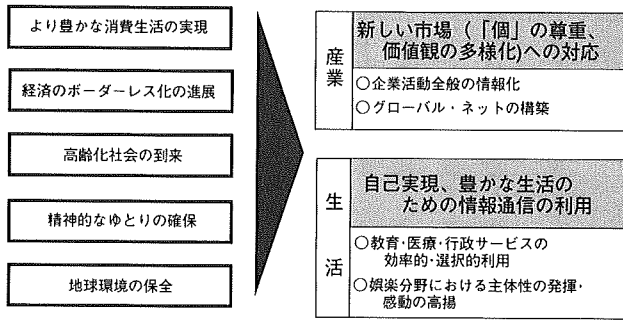 より豊かな消費生活の実現
経済のボーダーレス化の進展
高齢化社会の到来
精神的なゆとりの確保
地球環境の保全
産業
新しい市場（「個」の尊重、
価値観の多様化)への対応
○企業活動全般の情報化
○グローバル・ネットの構築
生活
自己実現、豊かな生活の
ための情報通信の利用
○教育・医療・行政サービスの
効率的・選択的利用
○娯楽分野における主体性の発揮・
感動の高揚